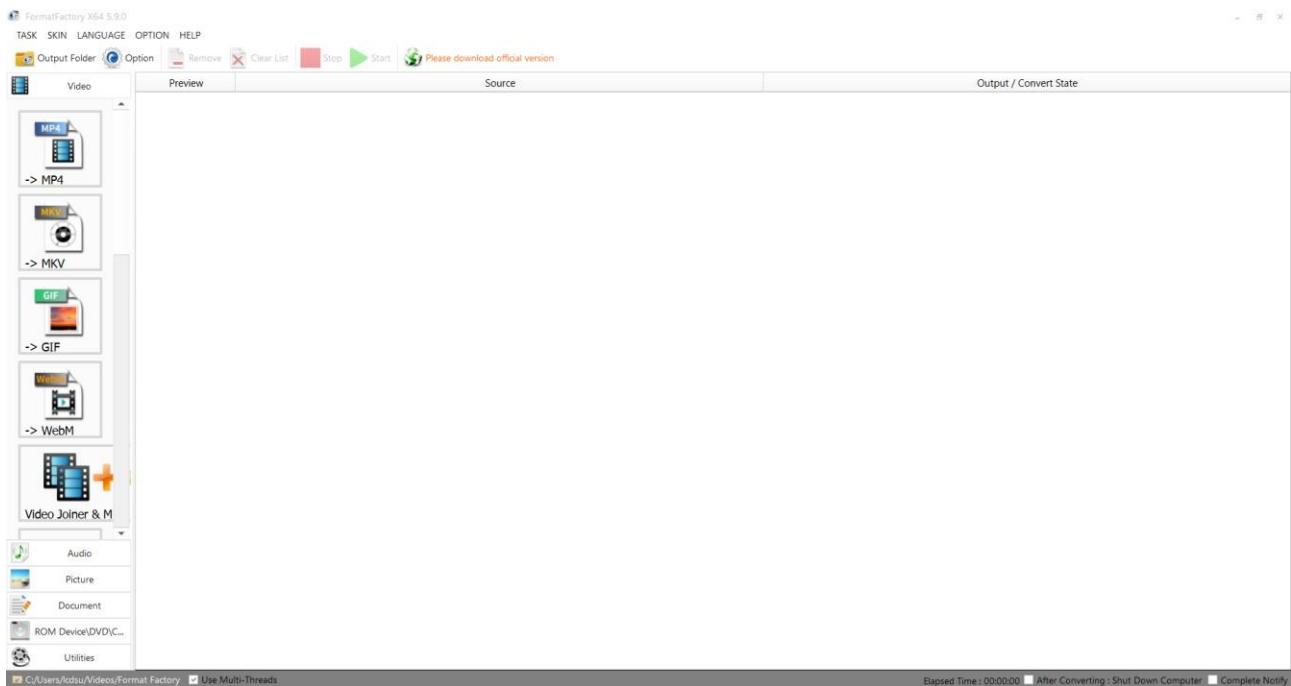 FormatFactory X64 5.9.0
TASK SKIN LANGUAGE OPTION HELP
Output Folder Option Remove Clear List Stop Start Please download official version
Video Preview Source Output / Convert State
MP4
-> MP4
MKV
-> MKV
GIF
-> GIF
WebM
-> WebM
Video Joiner & M
Audio
Picture
Document
ROM Device\DVD\C...
Utilities
C:/Users/lcdsu/Videos/Format Factory Use Multi-Threads Elapsed Time : 00:00:00 After Converting : Shut Down Computer Complete Notify